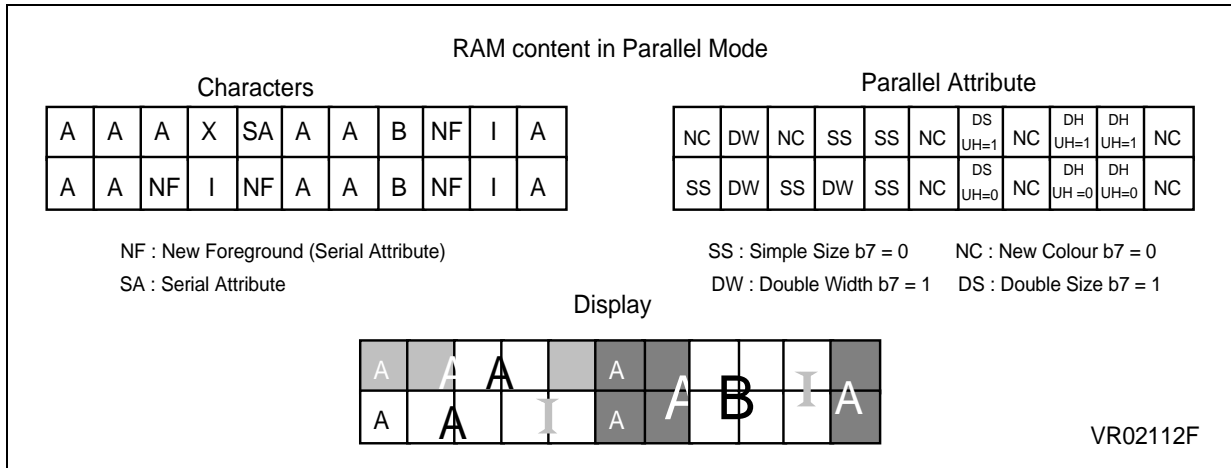 RAM content in Parallel Mode
Characters
Parallel Attribute
A A A X SA A A B NF I A
A A NF I NF A A B NF I A
NC DW NC SS SS NC DS UH=1 NC DH UH=1 DH UH=1 NC
SS DW SS DW SS NC DS UH=0 NC DH UH =0 DH UH=0 NC
NF : New Foreground (Serial Attribute)
SA : Serial Attribute
SS : Simple Size b7 = 0 NC : New Colour b7 = 0
DW : Double Width b7 = 1 DS : Double Size b7 = 1
Display
A A A A A B I A
A A I A
VR02112F